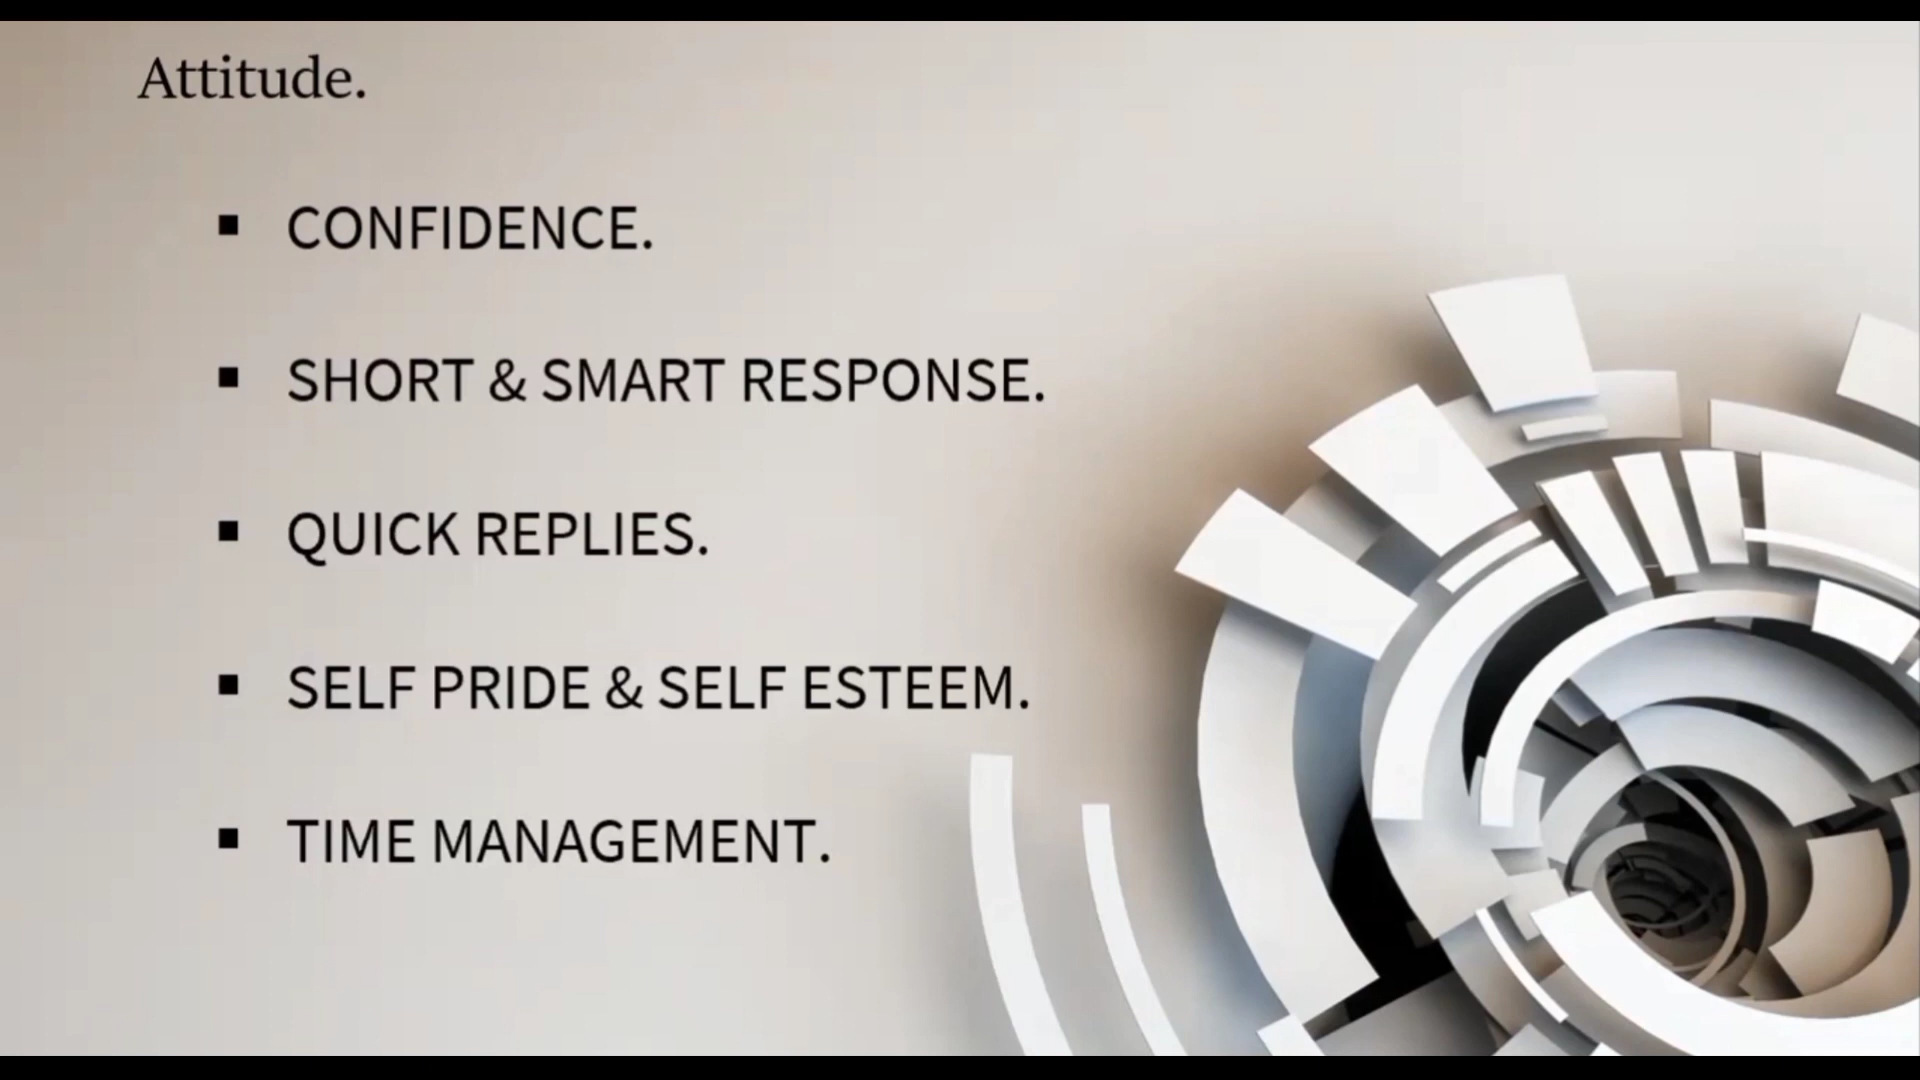 Attitude.
▪ CONFIDENCE.
▪ SHORT & SMART RESPONSE.
▪ QUICK REPLIES.
▪ SELF PRIDE & SELF ESTEEM.
▪ TIME MANAGEMENT.